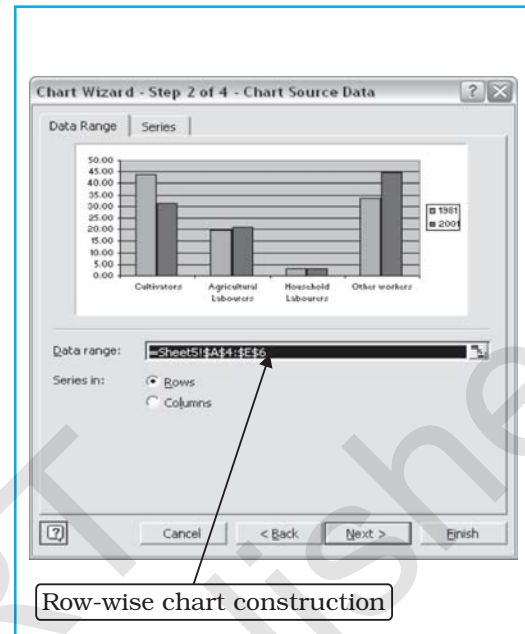 Chart Wizard - Step 2 of 4 - Chart Source Data
Data Range Series
50.00
45.00
40.00
35.00
30.00
25.00
20.00
15.00
10.00
5.00
0.00
Cultivators Agricultural Labourers Household Labourers Other workers
1981
2001
Data range: =Sheet5!$A$4:$E$6
Series in: Rows
Columns
Cancel < Back Next > Finish
Row-wise chart construction